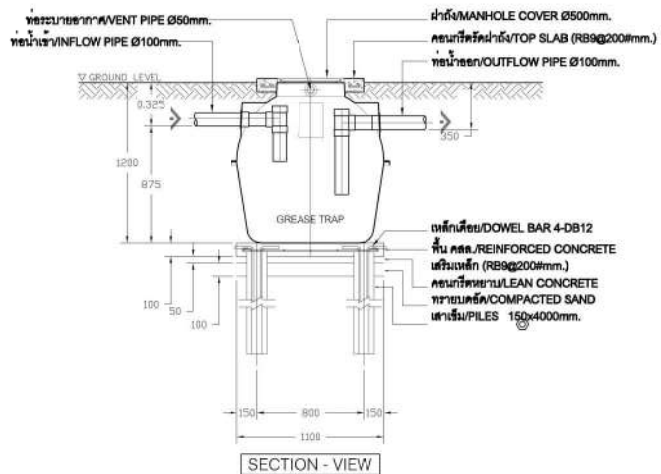 ท่อระบายอากาศ/VENT PIPE Ø50mm.
ท่อน้ำเข้า/INFLOW PIPE Ø100mm.
ฝาถัง/MANHOLE COVER Ø500mm.
คอนกรีตรัดฝาถัง/TOP SLAB (RB9@200#mm.)
ท่อน้ำออก/OUTFLOW PIPE Ø100mm.
GROUND LEVEL
0.325
350
1200
875
GREASE TRAP
เหล็กเดือย/DOWEL BAR 4-DB12
พื้น คสล./REINFORCED CONCRETE
เสริมเหล็ก (RB9@200#mm.)
คอนกรีตหยาบ/LEAN CONCRETE
ทรายบดอัด/COMPACTED SAND
เสาเข็ม/PILES 150x4000mm.
100
50
100
150
800
150
1100
SECTION - VIEW